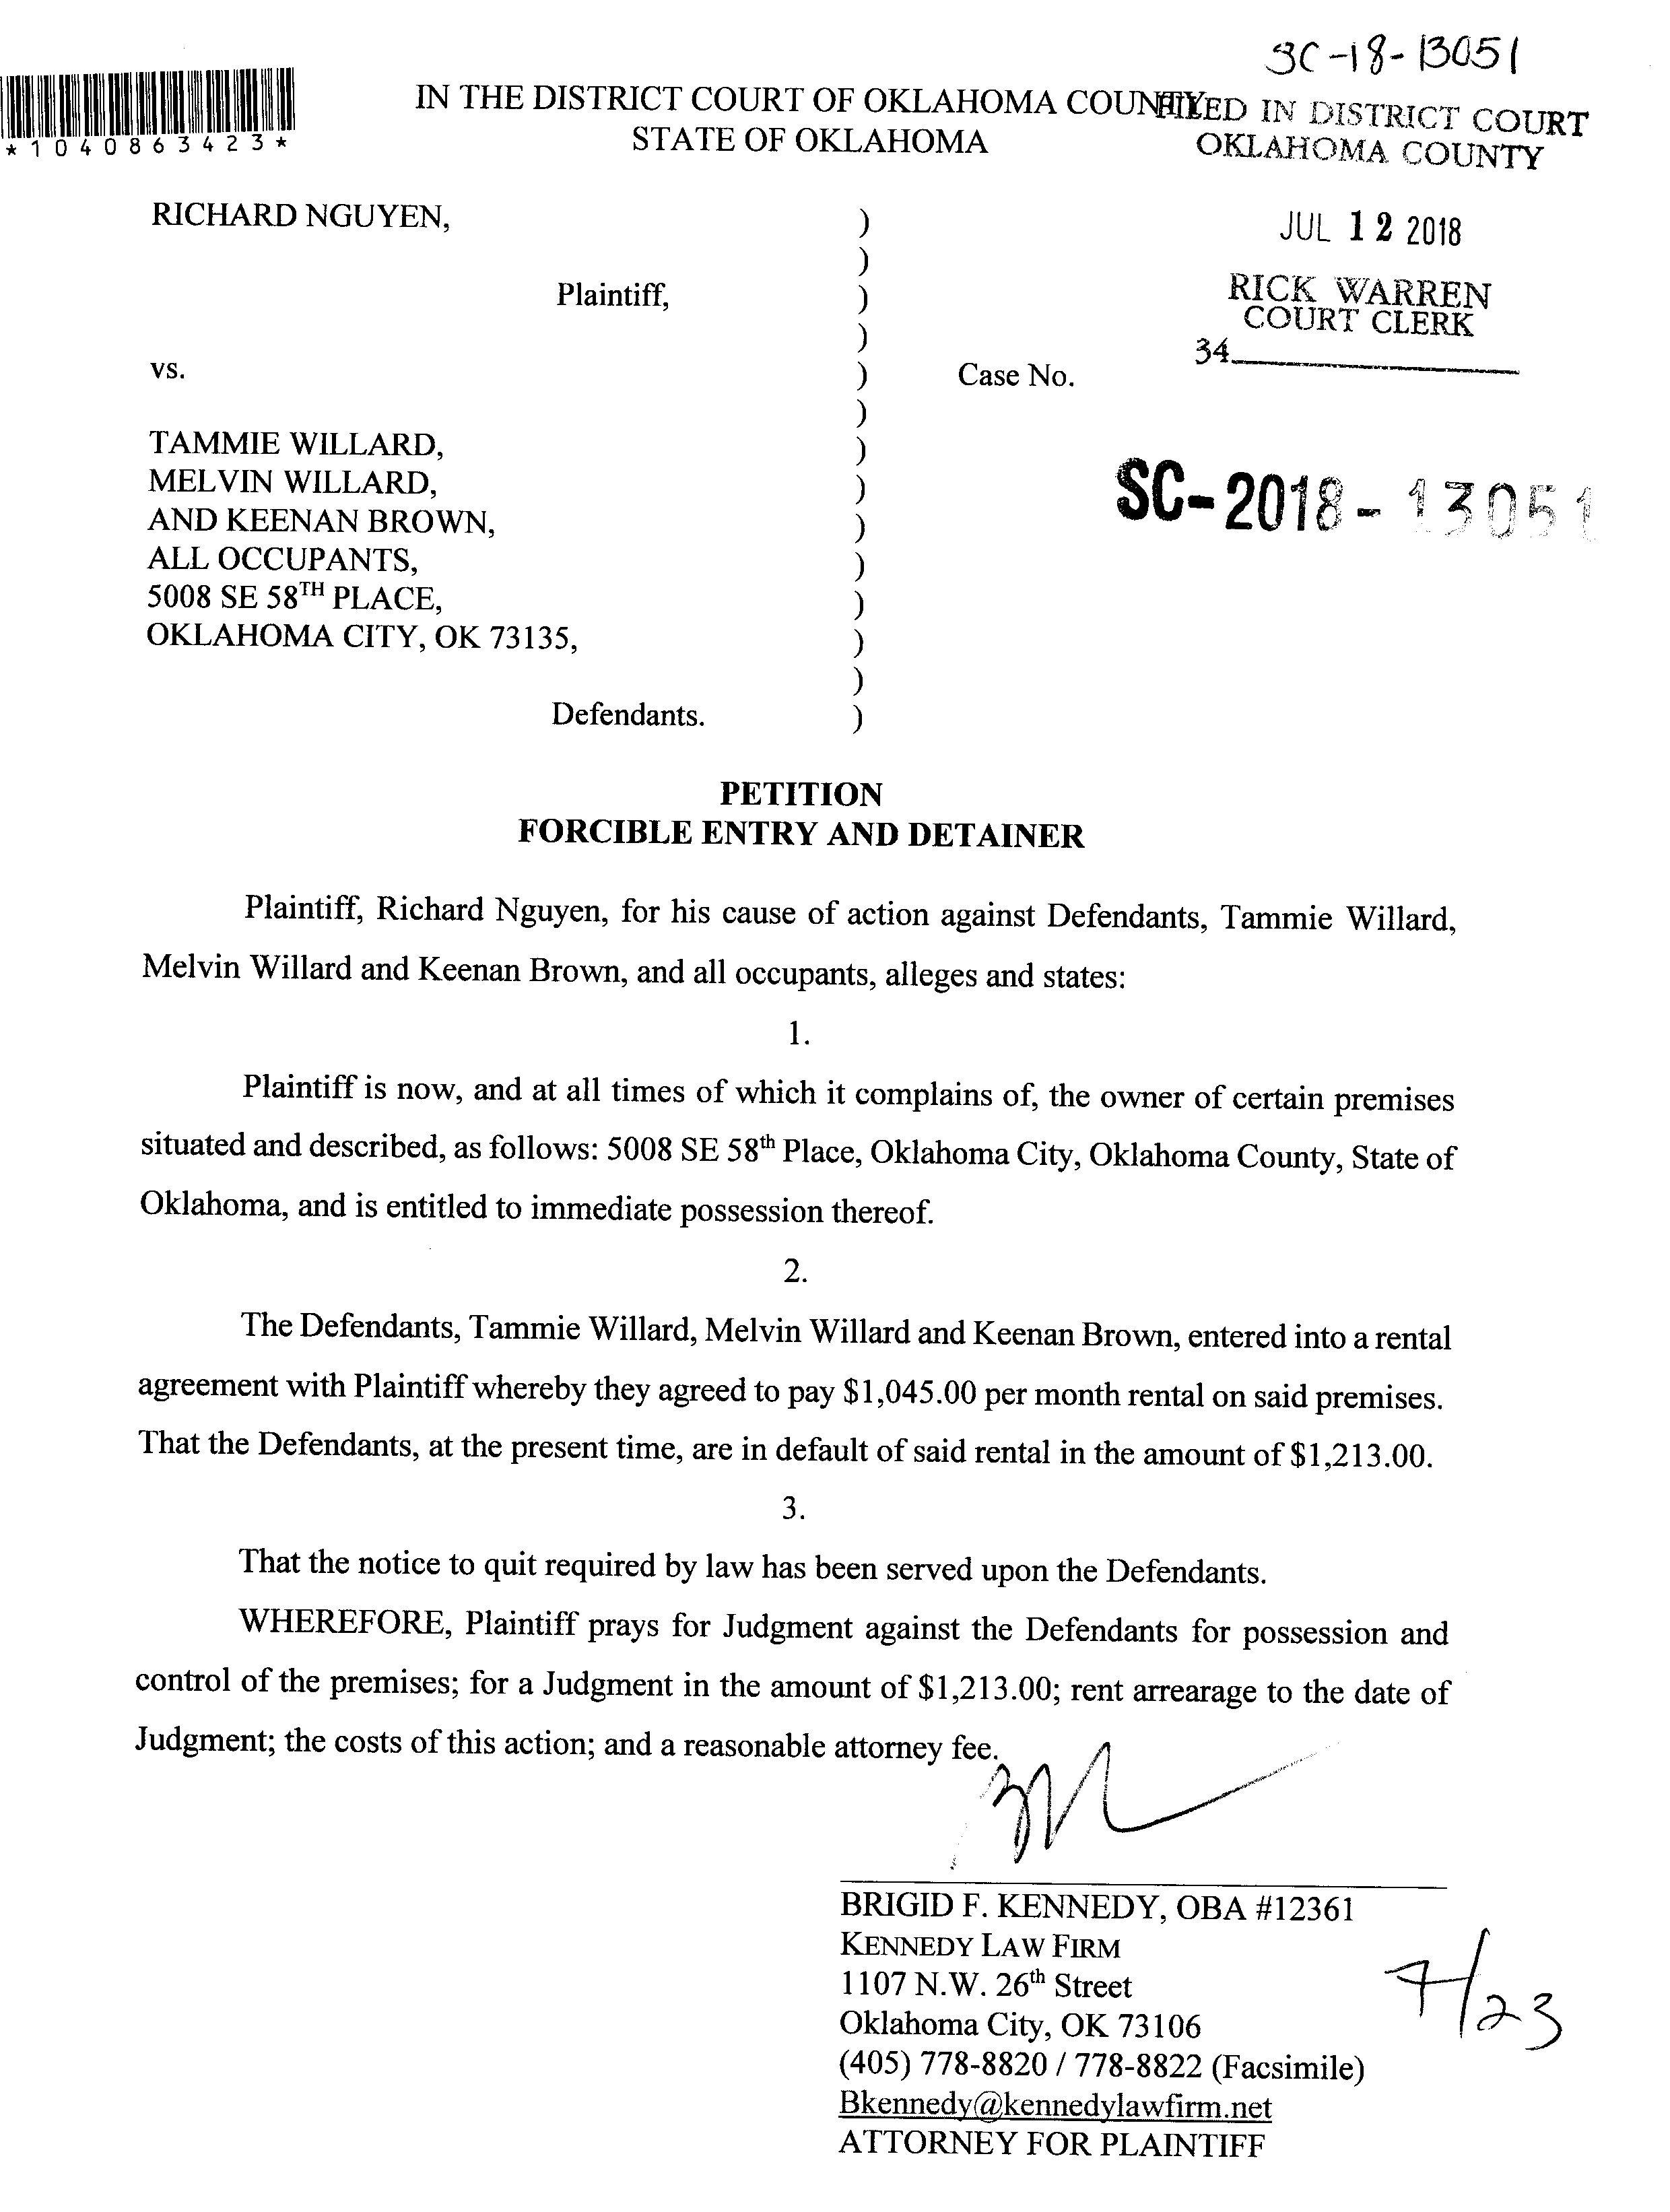 SC-18-13051
*1040863423*
IN THE DISTRICT COURT OF OKLAHOMA COUNTY
STATE OF OKLAHOMA
FILED IN DISTRICT COURT
OKLAHOMA COUNTY
JUL 12 2018
RICK WARREN
COURT CLERK
34
RICHARD NGUYEN, )
)
Plaintiff, )
)
vs. ) Case No.
)
TAMMIE WILLARD, )
MELVIN WILLARD, ) SC-2018-13051
AND KEENAN BROWN, )
ALL OCCUPANTS, )
5008 SE 58TH PLACE, )
OKLAHOMA CITY, OK 73135, )
)
Defendants. )
PETITION
FORCIBLE ENTRY AND DETAINER
Plaintiff, Richard Nguyen, for his cause of action against Defendants, Tammie Willard,
Melvin Willard and Keenan Brown, and all occupants, alleges and states:
1.
Plaintiff is now, and at all times of which it complains of, the owner of certain premises
situated and described, as follows: 5008 SE 58th Place, Oklahoma City, Oklahoma County, State of
Oklahoma, and is entitled to immediate possession thereof.
2.
The Defendants, Tammie Willard, Melvin Willard and Keenan Brown, entered into a rental
agreement with Plaintiff whereby they agreed to pay $1,045.00 per month rental on said premises.
That the Defendants, at the present time, are in default of said rental in the amount of $1,213.00.
3.
That the notice to quit required by law has been served upon the Defendants.
WHEREFORE, Plaintiff prays for Judgment against the Defendants for possession and
control of the premises; for a Judgment in the amount of $1,213.00; rent arrearage to the date of
Judgment; the costs of this action; and a reasonable attorney fee.
BRIGID F. KENNEDY, OBA #12361
KENNEDY LAW FIRM
1107 N.W. 26th Street
Oklahoma City, OK 73106
(405) 778-8820 / 778-8822 (Facsimile)
Bkennedy@kennedylawfirm.net
ATTORNEY FOR PLAINTIFF
7/23